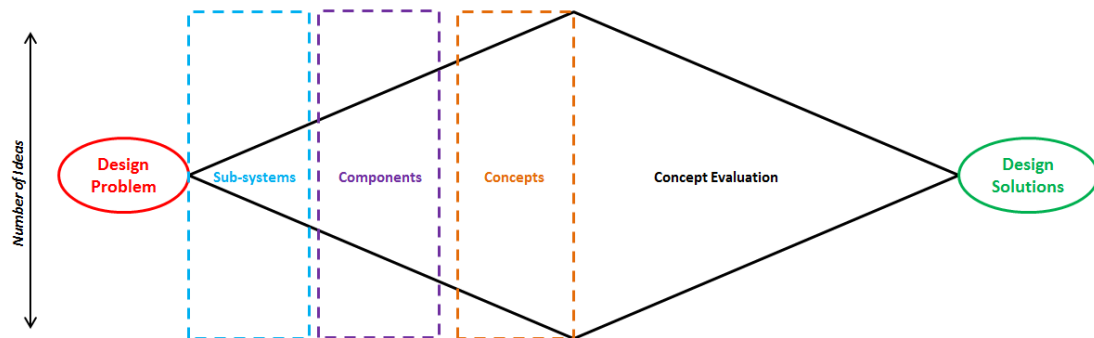 Number of Ideas
Design
Problem
Sub-systems
Components
Concepts
Concept Evaluation
Design
Solutions